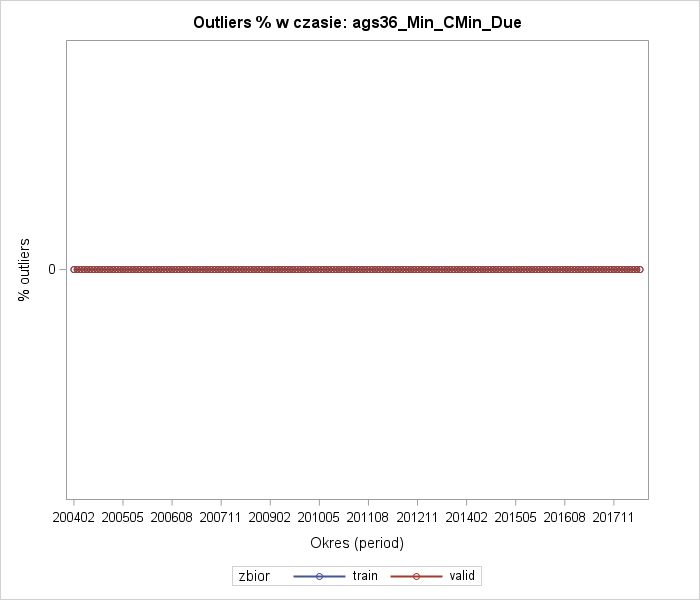 Outliers % w czasie: ags36_Min_CMin_Due
% outliers
0
200402 200505 200608 200711 200902 201005 201108 201211 201402 201505 201608 201711
Okres (period)
zbior train valid